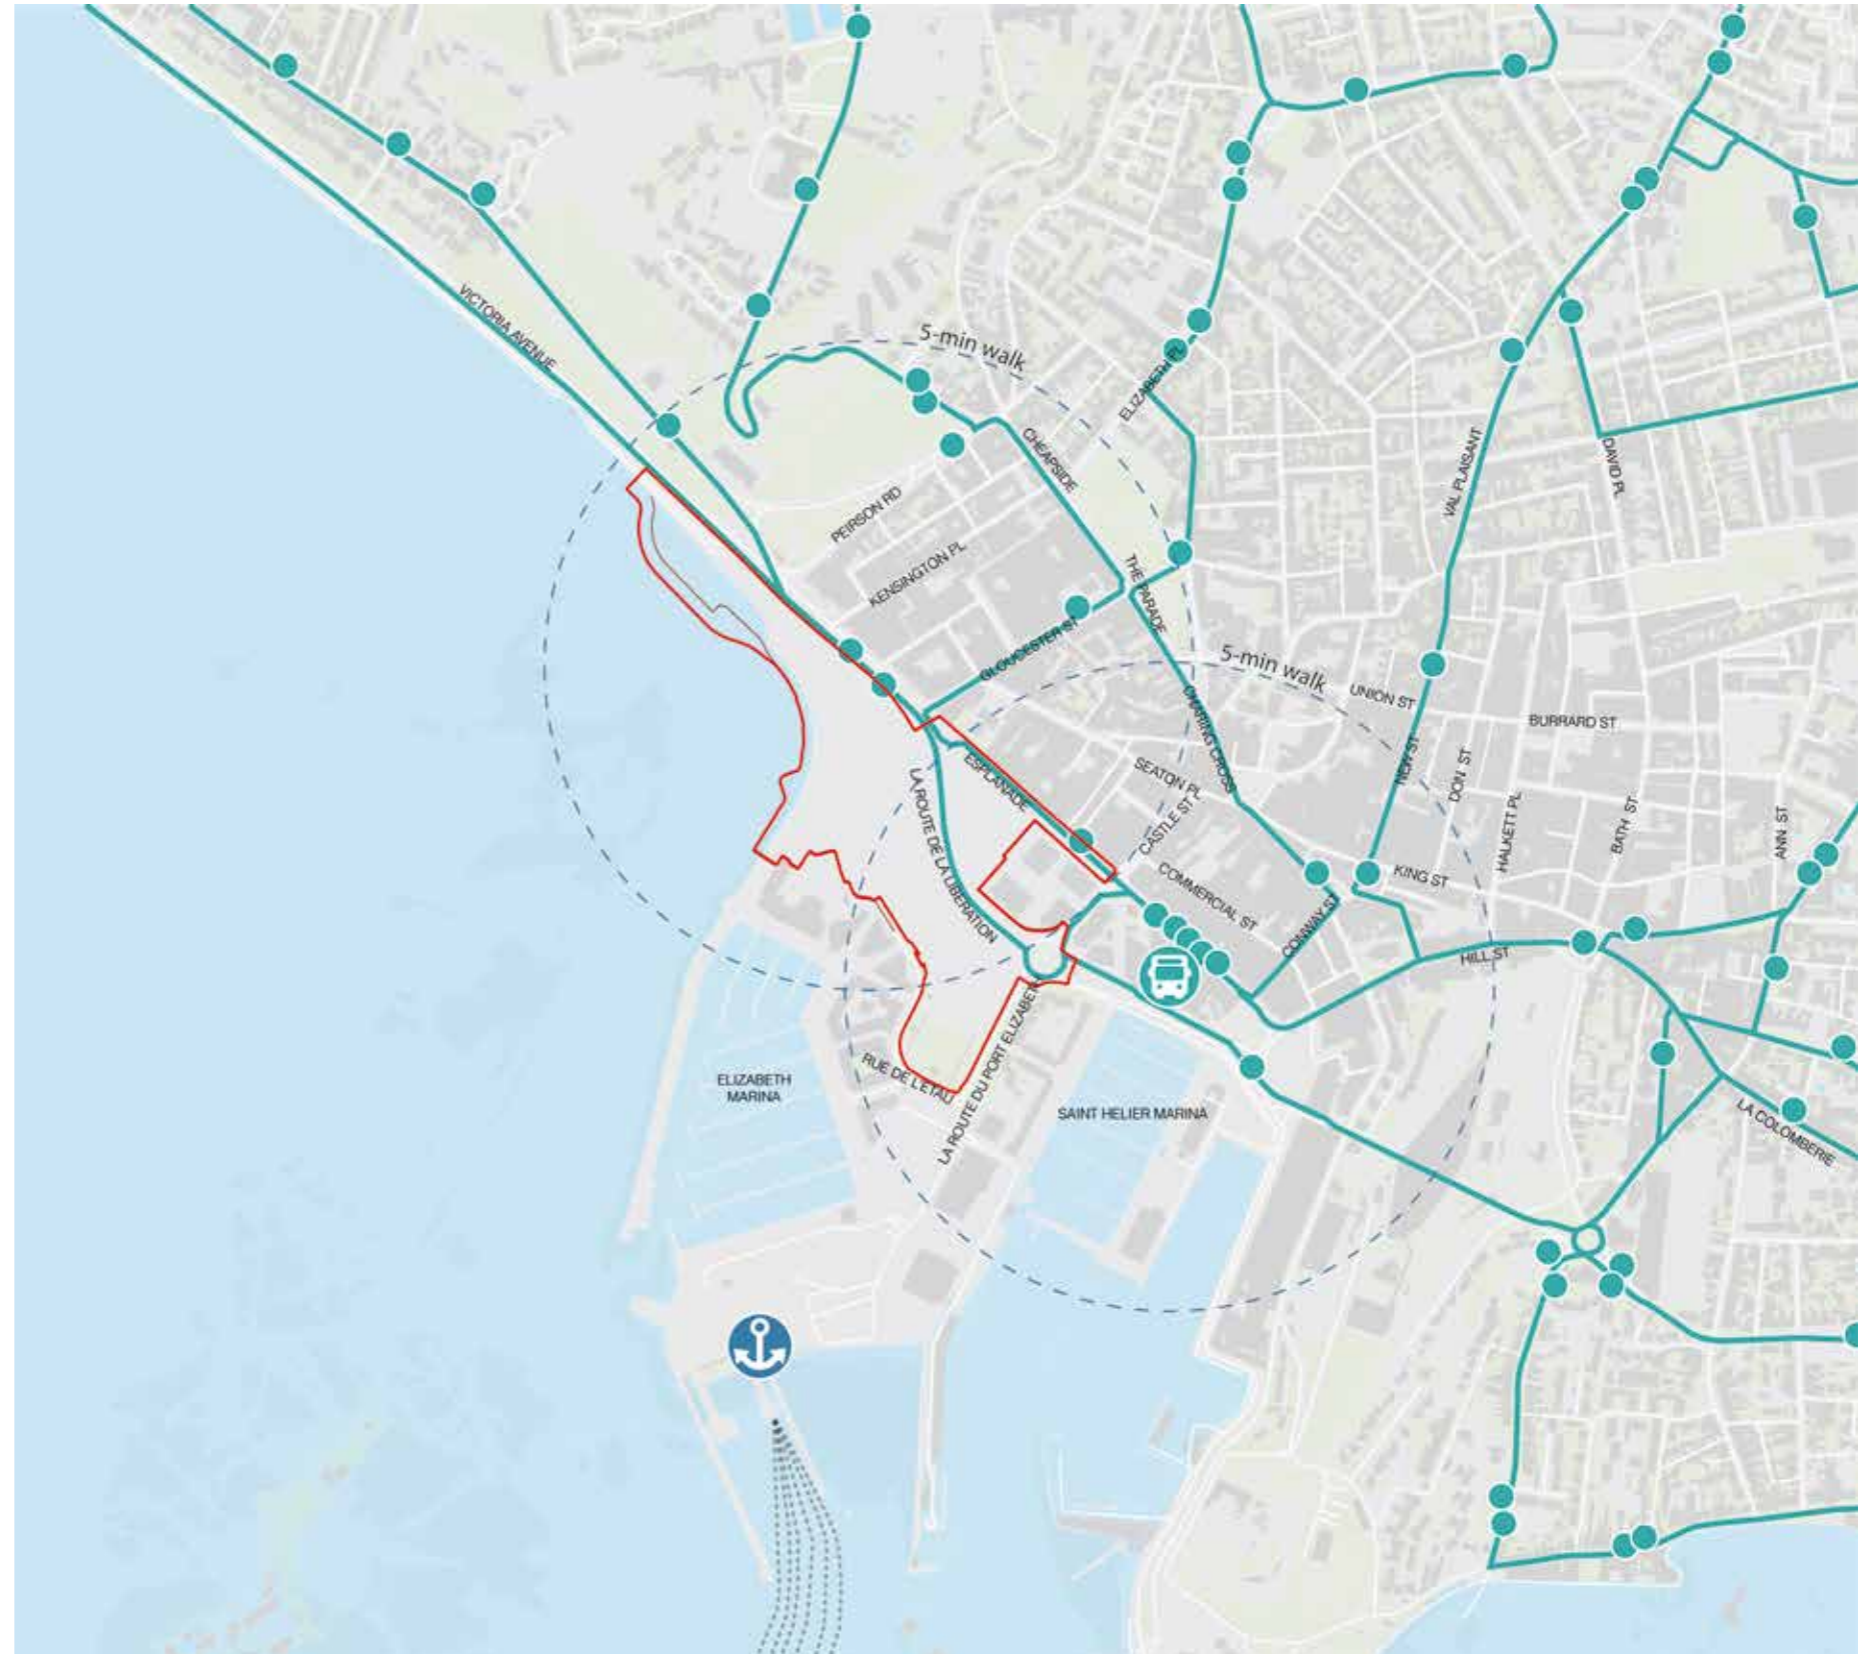 VICTORIA AVENUE
5-min walk
ELIZABETH PL
CHEAPSIDE
VAL PLAISANT
DAVID PL
PEIRSON RD
KENSINGTON PL
THE PARADE
GLOUCESTER ST
5-min walk
UNION ST
BURRARD ST
CHARING CROSS
NEW ST
DON ST
ESPLANADE
SEATON PL
CASTLE ST
HALKETT PL
BATH ST
ANN ST
LA ROUTE DE LA LIBERATION
COMMERCIAL ST
KING ST
CONWAY ST
HILL ST
RUE DE L'ETAU
LA ROUTE DU PORT ELIZABETH
ELIZABETH
MARINA
SAINT HELIER MARINA
LA COLOMBERIE